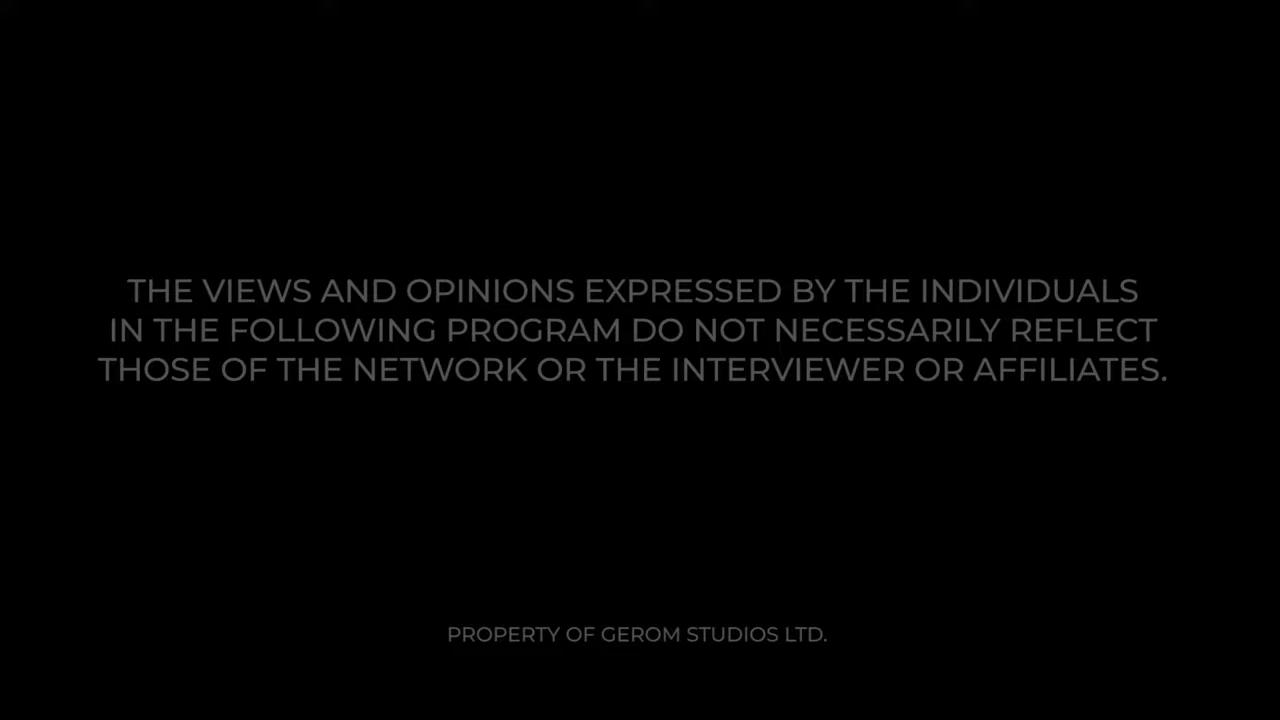 THE VIEWS AND OPINIONS EXPRESSED BY THE INDIVIDUALS
IN THE FOLLOWING PROGRAM DO NOT NECESSARILY REFLECT
THOSE OF THE NETWORK OR THE INTERVIEWER OR AFFILIATES.
PROPERTY OF GEROM STUDIOS LTD.